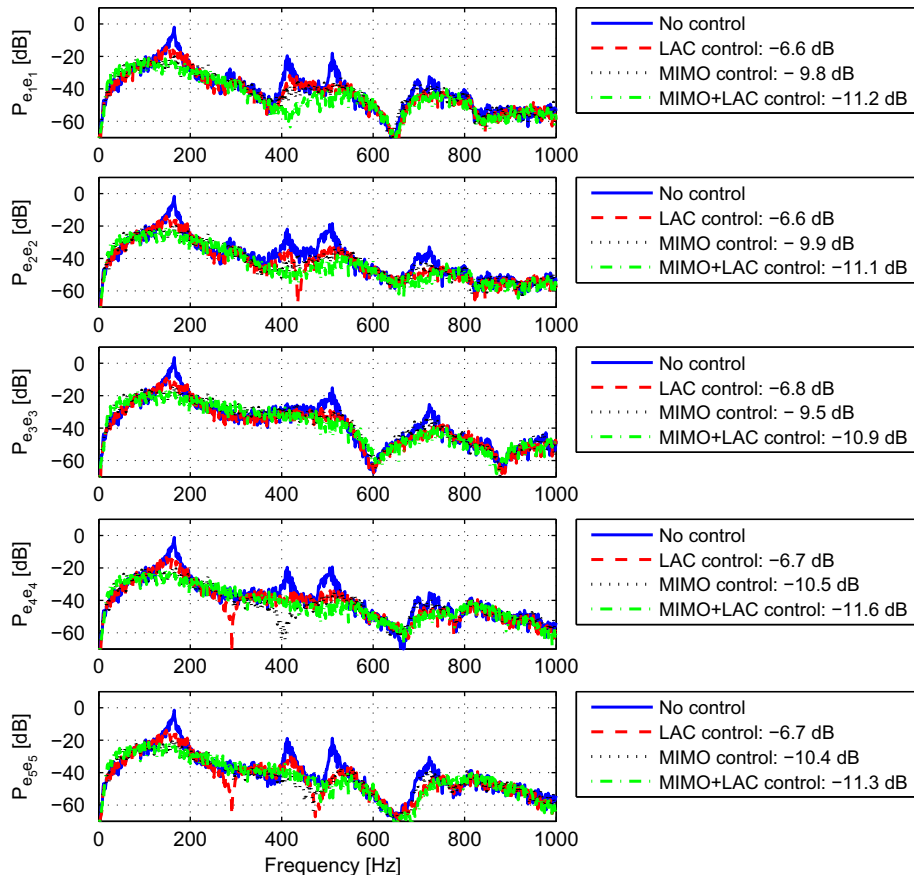 0
−20
−40
−60
P e1e1 [dB]
0 200 400 600 800 1000
No control
LAC control: −6.6 dB
MIMO control: − 9.8 dB
MIMO+LAC control: −11.2 dB
0
−20
−40
−60
P e2e2 [dB]
0 200 400 600 800 1000
No control
LAC control: −6.6 dB
MIMO control: − 9.9 dB
MIMO+LAC control: −11.1 dB
0
−20
−40
−60
P e3e3 [dB]
0 200 400 600 800 1000
No control
LAC control: −6.8 dB
MIMO control: − 9.5 dB
MIMO+LAC control: −10.9 dB
0
−20
−40
−60
P e4e4 [dB]
0 200 400 600 800 1000
No control
LAC control: −6.7 dB
MIMO control: −10.5 dB
MIMO+LAC control: −11.6 dB
0
−20
−40
−60
P e5e5 [dB]
0 200 400 600 800 1000
No control
LAC control: −6.7 dB
MIMO control: −10.4 dB
MIMO+LAC control: −11.3 dB
Frequency [Hz]